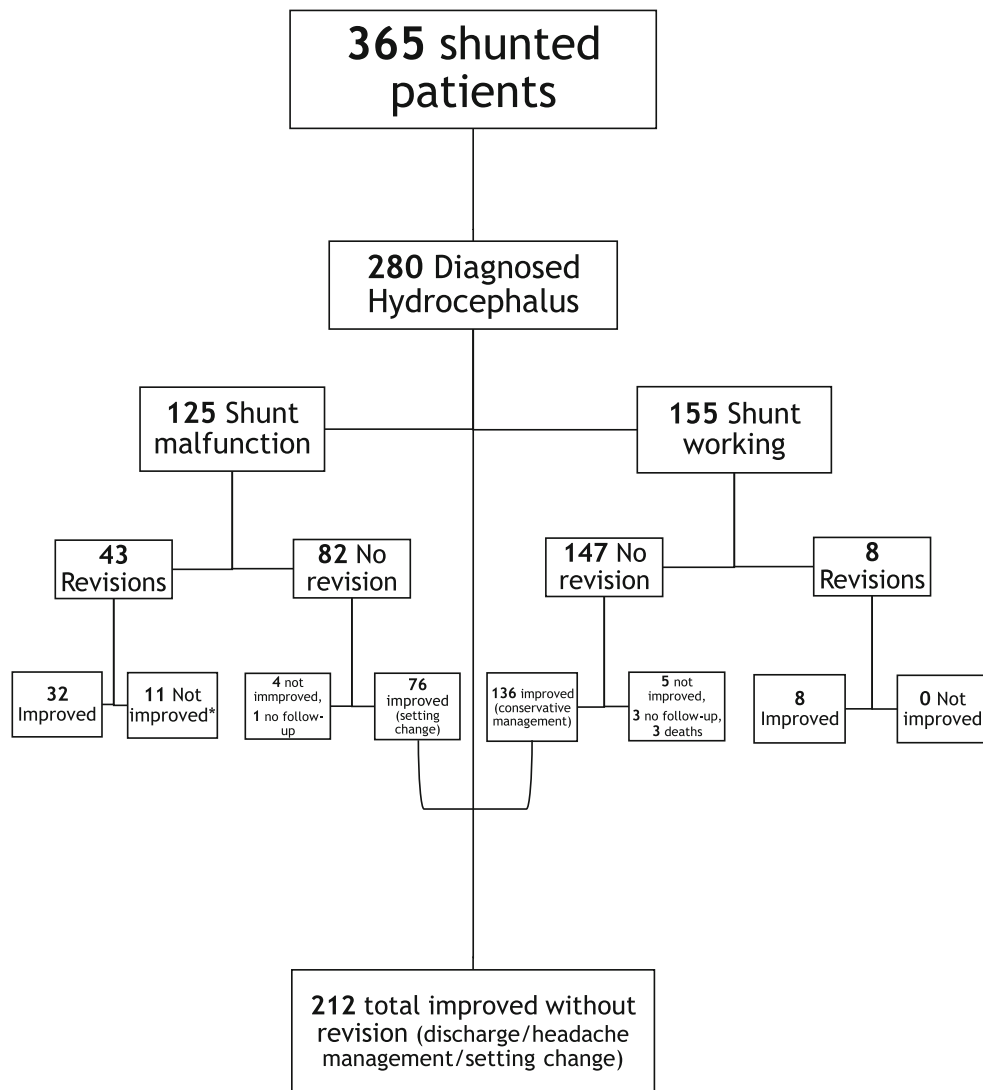 365 shunted
patients
280 Diagnosed
Hydrocephalus
125 Shunt
malfunction
155 Shunt
working
43
Revisions
82 No
revision
147 No
revision
8
Revisions
32
Improved
11 Not
improved*
4 not
immproved,
1 no follow-
up
76
improved
(setting
change)
136 improved
(conservative
management)
5 not
improved,
3 no follow-up,
3 deaths
8
Improved
0 Not
improved
212 total improved without
revision (discharge/headache
management/setting change)